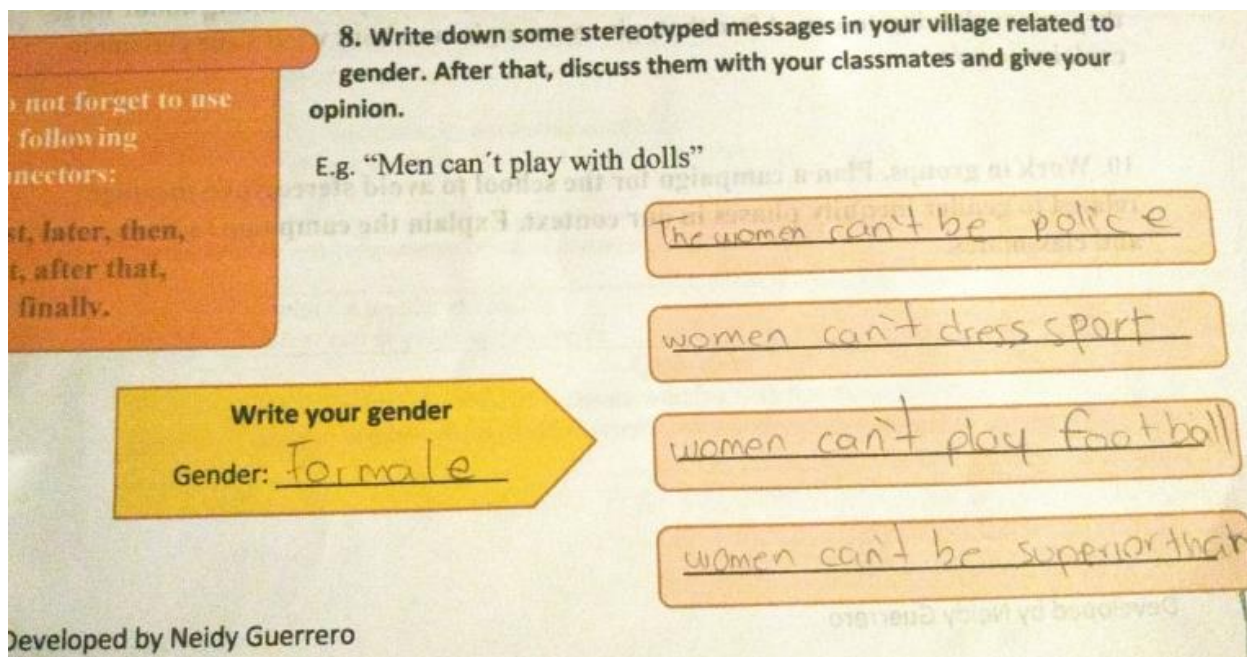 8. Write down some stereotyped messages in your village related to
gender. After that, discuss them with your classmates and give your
opinion.
not forget to use
following
nectors:
E.g. “Men can´t play with dolls”
st, later, then,
t, after that,
finally.
The women can't be police
women can't dress sport
women can't play football
women can't be superior than
Write your gender
Gender: formale
Developed by Neidy Guerrero